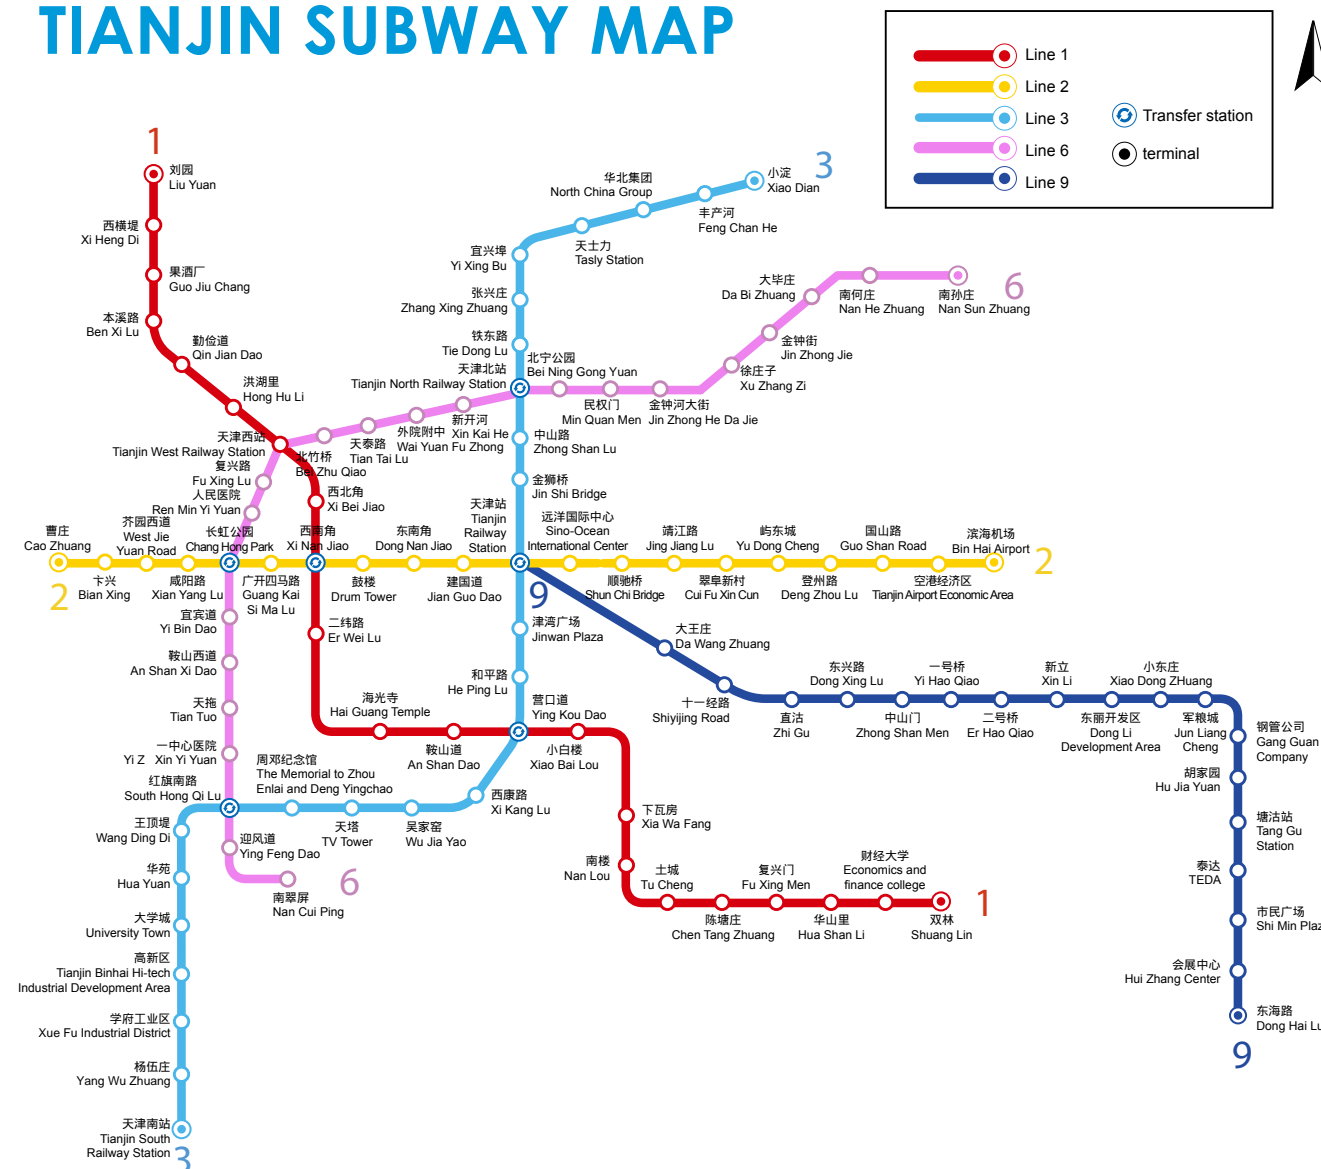 TIANJIN SUBWAY MAP
Line 1
Line 2
Line 3
Line 6
Line 9
Transfer station
terminal
1
刘园
Liu Yuan
西横堤
Xi Heng Di
果酒厂
Guo Jiu Chang
本溪路
Ben Xi Lu
勤俭道
Qin Jian Dao
洪湖里
Hong Hu Li
天津西站
Tianjin West Railway Station
3
小淀
Xiao Dian
华北集团
North China Group
丰产河
Feng Chan He
天士力
Tasly Station
宜兴埠
Yi Xing Bu
张兴庄
Zhang Xing Zhuang
铁东路
Tie Dong Lu
天津北站
Tianjin North Railway Station
6
南孙庄
Nan Sun Zhuang
南何庄
Nan He Zhuang
大毕庄
Da Bi Zhuang
金钟街
Jin Zhong Jie
徐庄子
Xu Zhang Zi
金钟河大街
Jin Zhong He Da Jie
民权门
Min Quan Men
北宁公园
Bei Ning Gong Yuan
新开河
Xin Kai He
外院附中
Wai Yuan Fu Zhong
天泰路
Tian Tai Lu
北竹桥
Bei Zhu Qiao
复兴路
Fu Xing Lu
人民医院
Ren Min Yi Yuan
西北角
Xi Bei Jiao
中山路
Zhong Shan Lu
金狮桥
Jin Shi Bridge
天津站
Tianjin
Railway
Station
曹庄
Cao Zhuang
2
卞兴
Bian Xing
芥园西道
West Jie
Yuan Road
咸阳路
Xian Yang Lu
长虹公园
Chang Hong Park
广开四马路
Guang Kai
Si Ma Lu
西南角
Xi Nan Jiao
鼓楼
Drum Tower
东南角
Dong Nan Jiao
建国道
Jian Guo Dao
远洋国际中心
Sino-Ocean
International Center
顺驰桥
Shun Chi Bridge
靖江路
Jing Jiang Lu
翠阜新村
Cui Fu Xin Cun
屿东城
Yu Dong Cheng
登州路
Deng Zhou Lu
国山路
Guo Shan Road
空港经济区
Tianjin Airport Economic Area
滨海机场
Bin Hai Airport
2
9
宜宾道
Yi Bin Dao
鞍山西道
An Shan Xi Dao
天拖
Tian Tuo
一中心医院
Yi Z Xin Yi Yuan
红旗南路
South Hong Qi Lu
迎风道
Ying Feng Dao
南翠屏
Nan Cui Ping
6
二纬路
Er Wei Lu
海光寺
Hai Guang Temple
鞍山道
An Shan Dao
津湾广场
Jinwan Plaza
和平路
He Ping Lu
营口道
Ying Kou Dao
小白楼
Xiao Bai Lou
下瓦房
Xia Wa Fang
南楼
Nan Lou
土城
Tu Cheng
陈塘庄
Chen Tang Zhuang
复兴门
Fu Xing Men
华山里
Hua Shan Li
财经大学
Economics and
finance college
双林
Shuang Lin
1
西康路
Xi Kang Lu
吴家窑
Wu Jia Yao
天塔
TV Tower
周邓纪念馆
The Memorial to Zhou
Enlai and Deng Yingchao
王顶堤
Wang Ding Di
华苑
Hua Yuan
大学城
University Town
高新区
Tianjin Binhai Hi-tech
Industrial Development Area
学府工业区
Xue Fu Industrial District
杨伍庄
Yang Wu Zhuang
天津南站
Tianjin South
Railway Station
3
大王庄
Da Wang Zhuang
十一经路
Shiyijing Road
直沽
Zhi Gu
东兴路
Dong Xing Lu
中山门
Zhong Shan Men
一号桥
Yi Hao Qiao
二号桥
Er Hao Qiao
新立
Xin Li
东丽开发区
Dong Li
Development Area
小东庄
Xiao Dong ZHuang
军粮城
Jun Liang
Cheng
钢管公司
Gang Guan
Company
胡家园
Hu Jia Yuan
塘沽站
Tang Gu
Station
泰达
TEDA
市民广场
Shi Min Plaz
会展中心
Hui Zhang Center
东海路
Dong Hai Lu
9